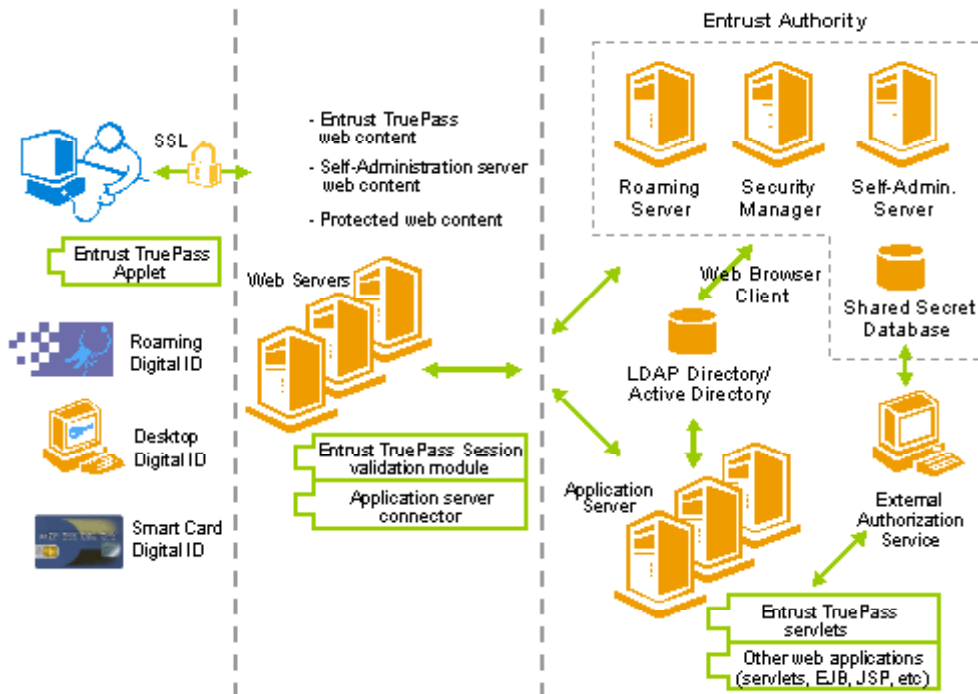 Entrust Authority
SSL
- Entrust TruePass
web content
- Self-Administration server
web content
- Protected web content
Roaming
Server
Security
Manager
Self-Admin.
Server
Entrust TruePass
Applet
Web Servers
Web Browser
Client
Shared Secret
Database
Roaming
Digital ID
LDAP Directory/
Active Directory
Desktop
Digital ID
Entrust TruePass Session
validation module
Application server
connector
Application
Server
External
Authorization
Service
Smart Card
Digital ID
Entrust TruePass
servlets
Other web applications
(servlets, EJB, JSP, etc)